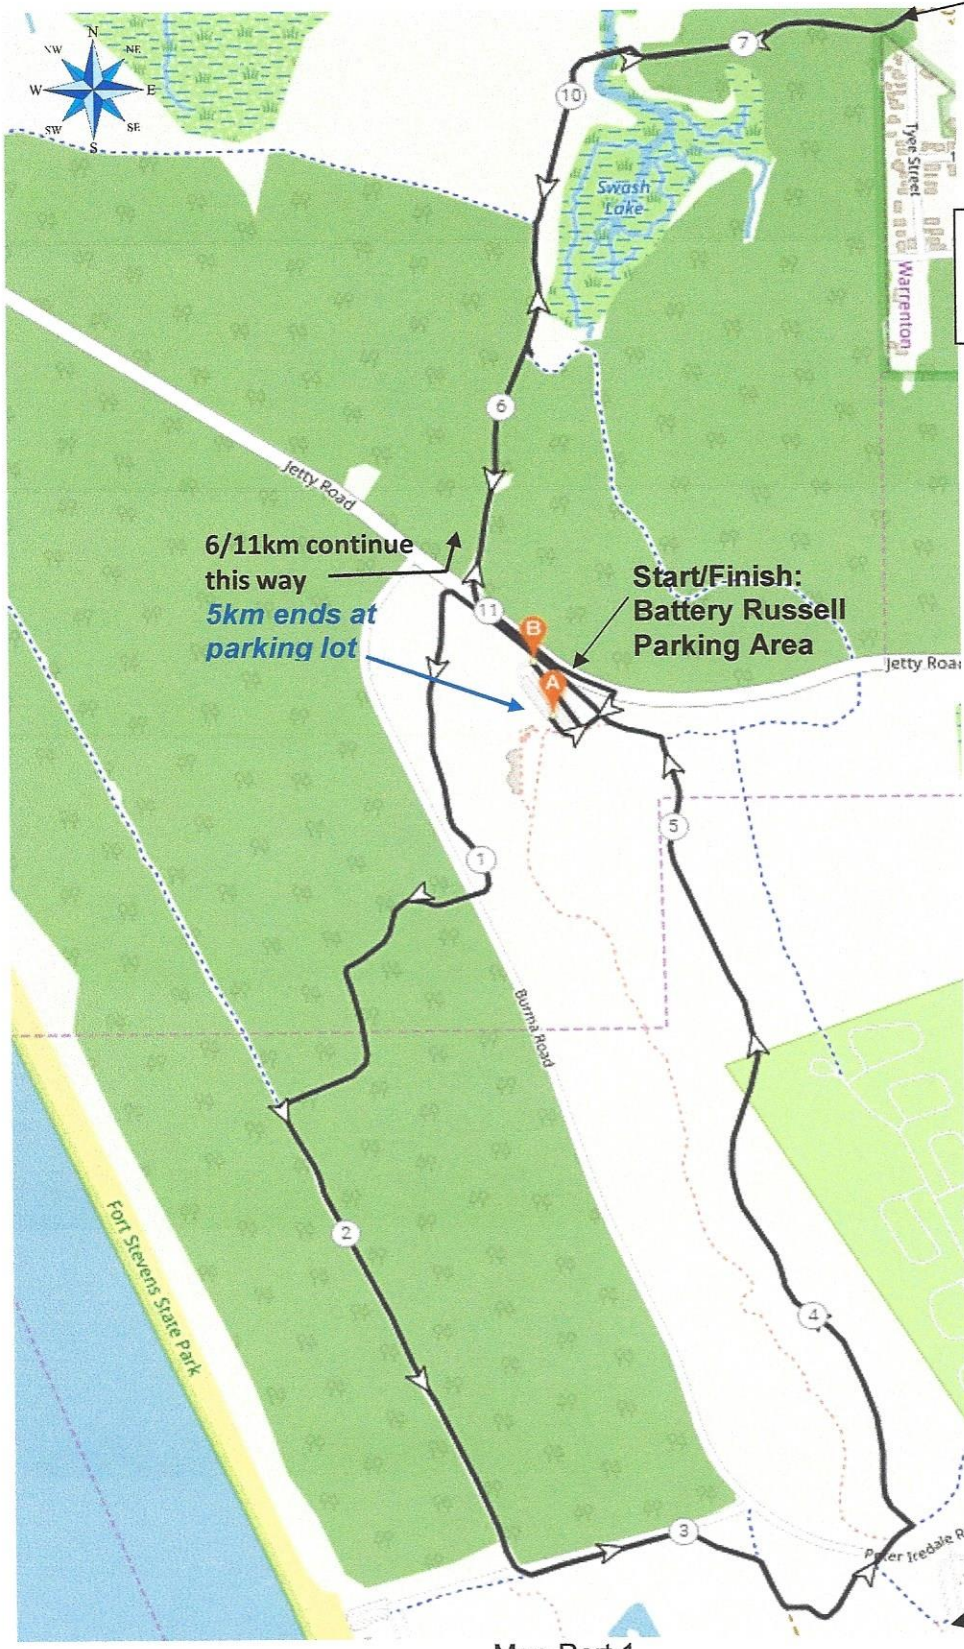 N
NW
NE
W
E
SW
SE
S
7
10
Tyee Street
Swash
Lake
Warrenton
6
Jetty Road
6/11km continue
this way
5km ends at
parking lot
Start/Finish:
Battery Russell
Parking Area
11
B
A
Jetty Road
5
1
Burma Road
2
Fort Stevens State Park
4
3
Peter Iredale R